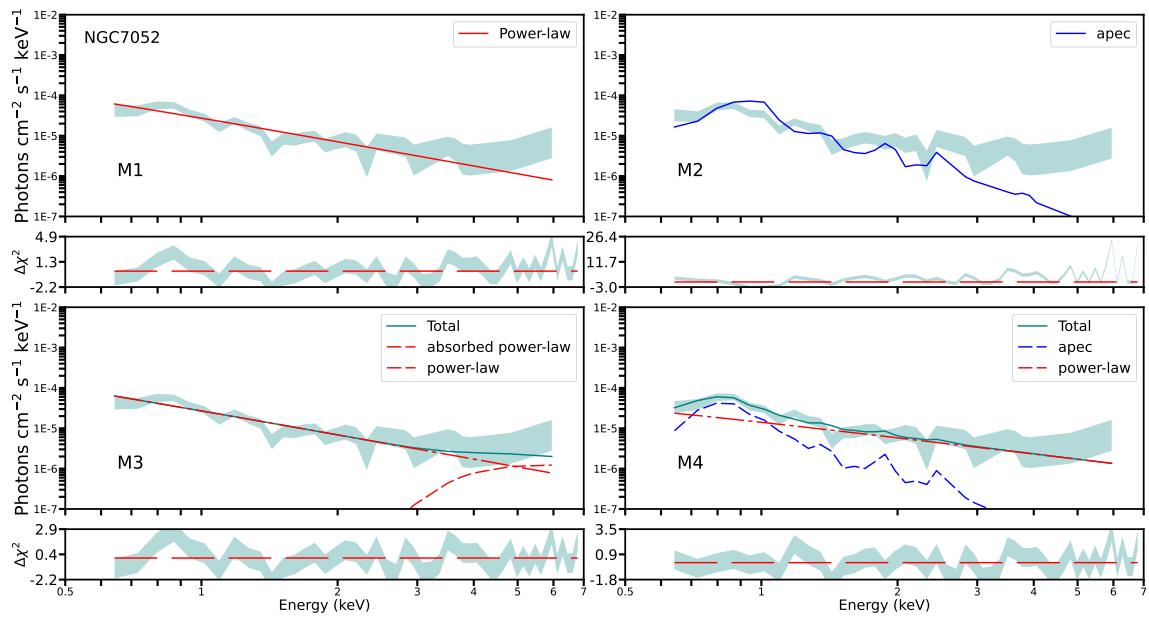 Photons cm−2 s−1 keV−1
1E-2
1E-3
1E-4
1E-5
1E-6
1E-7
NGC7052
Power-law
M1
1E-2
1E-3
1E-4
1E-5
1E-6
1E-7
apec
M2
Δχ2
4.9
1.3
-2.2
26.4
11.7
-3.0
Photons cm−2 s−1 keV−1
1E-2
1E-3
1E-4
1E-5
1E-6
1E-7
Total
absorbed power-law
power-law
M3
1E-2
1E-3
1E-4
1E-5
1E-6
1E-7
Total
apec
power-law
M4
Δχ2
2.9
0.4
-2.2
0.5 1 2 3 4 5 6 7
Energy (keV)
3.5
0.9
-1.8
0.5 1 2 3 4 5 6 7
Energy (keV)